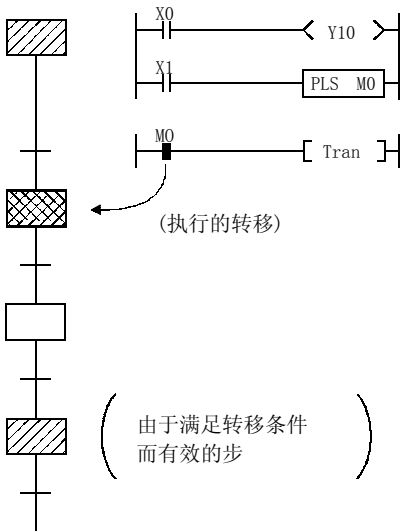 X0
Y10
X1
PLS M0
M0
Tran
(执行的转移)
由于满足转移条件
而有效的步